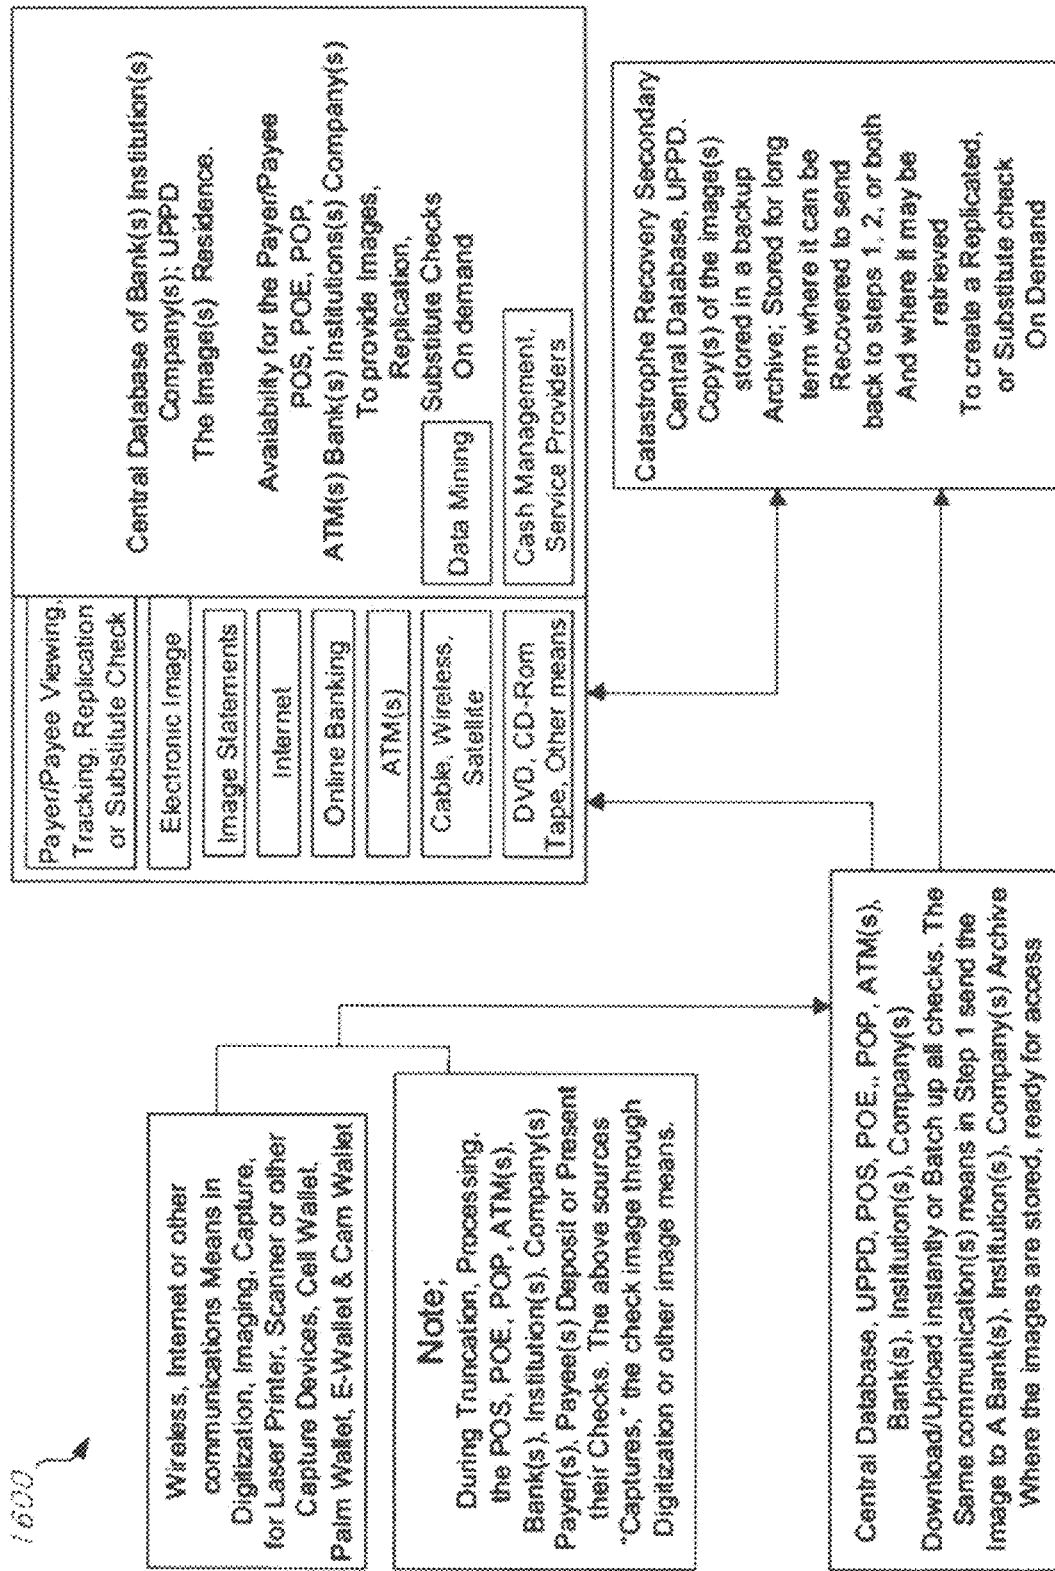 1600
Wireless, Internet or other
communications Means in
Digitization, Imaging, Capture,
for Laser Printer, Scanner or other
Capture Devices, Cell Wallet,
Palm Wallet, E-Wallet & Cam Wallet
Note;
During Truncation, Processing,
the POS, POE, POP, ATM(s),
Bank(s), Institution(s), Company(s)
Payer(s), Payee(s) Deposit or Present
their Checks. The above sources
"Captures," the check image through
Digitization or other image means.
Central Database, UPPD, POS, POE,, POP, ATM(s),
Bank(s), Institution(s), Company(s)
Download/Upload instantly or Batch up all checks. The
Same communication(s) means in Step 1 send the
Image to A Bank(s), Institution(s), Company(s) Archive
Where the images are stored, ready for access
Payer/Payee Viewing,
Tracking, Replication
or Substitute Check
Electronic Image
Image Statements
Internet
Online Banking
ATM(s)
Cable, Wireless,
Satellite
DVD, CD-Rom
Tape, Other means
Central Database of Bank(s) Institution(s)
Company(s); UPPD
The Image(s) Residence.
Availability for the Payer/Payee
POS, POE, POP,
ATM(s) Bank(s) Institutions(s) Company(s)
To provide Images,
Replication,
Substitute Checks
On demand
Data Mining
Cash Management,
Service Providers
Catastrophe Recovery Secondary
Central Database, UPPD.
Copy(s) of the image(s)
stored in a backup
Archive; Stored for long
term where it can be
Recovered to send
back to steps 1, 2, or both
And where it may be
retrieved
To create a Replicated,
or Substitute check
On Demand